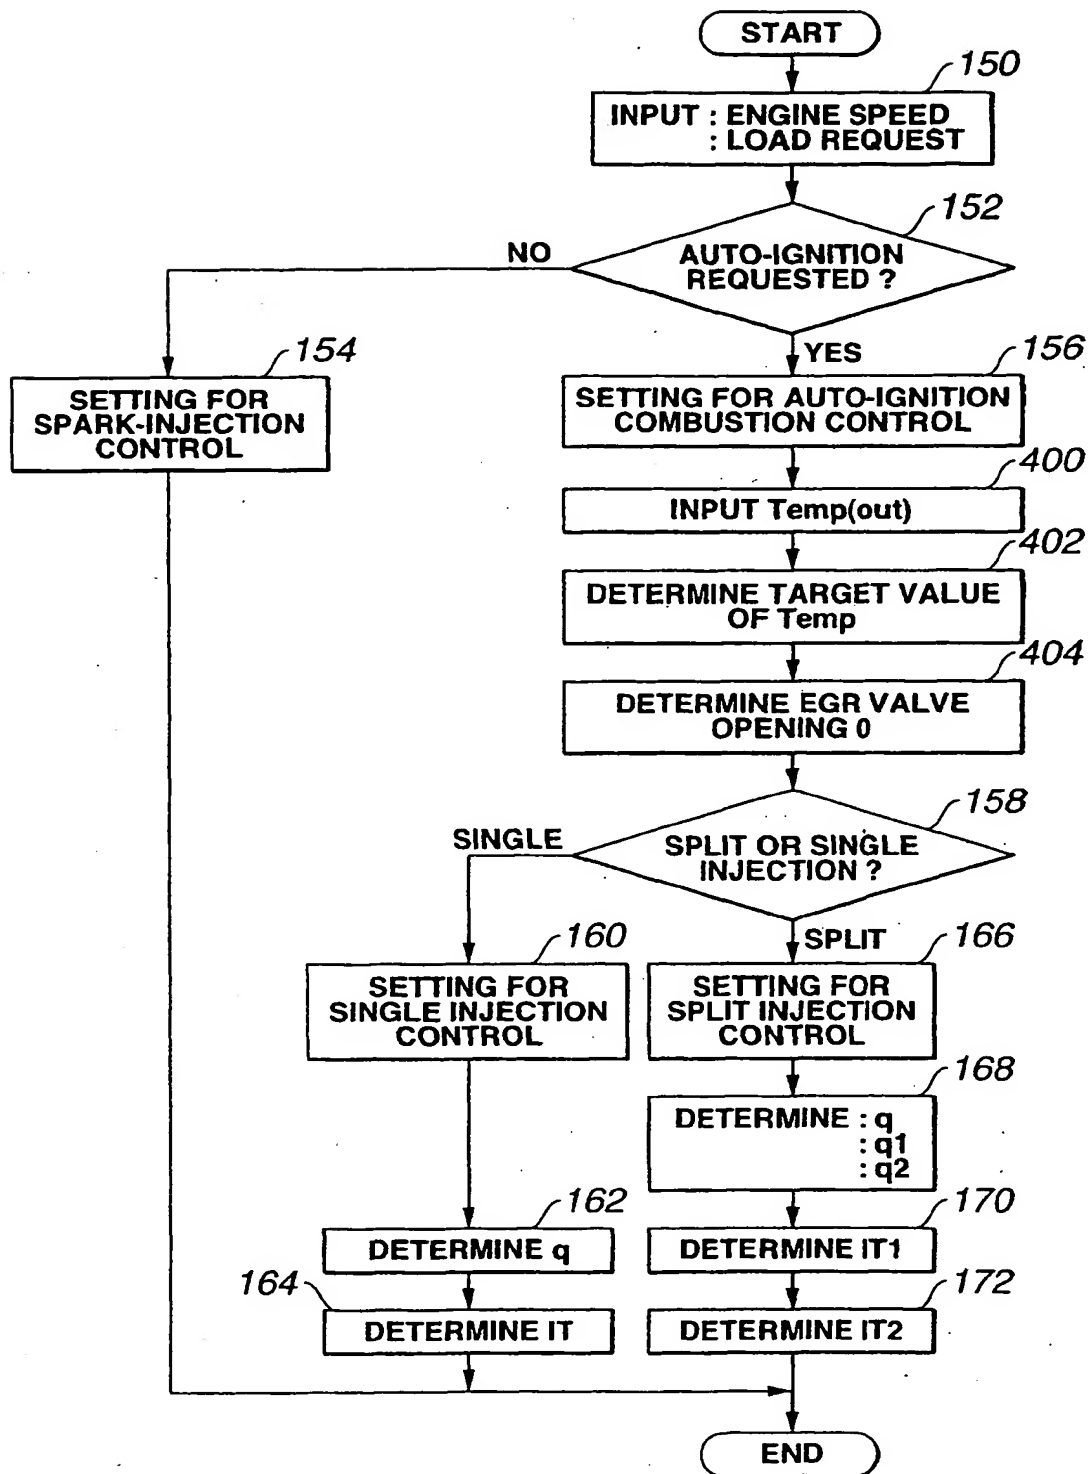 START
150
INPUT : ENGINE SPEED
: LOAD REQUEST
152
AUTO-IGNITION
REQUESTED ?
NO
YES
154
SETTING FOR
SPARK-INJECTION
CONTROL
156
SETTING FOR AUTO-IGNITION
COMBUSTION CONTROL
400
INPUT Temp(out)
402
DETERMINE TARGET VALUE
OF Temp
404
DETERMINE EGR VALVE
OPENING 0
158
SPLIT OR SINGLE
INJECTION ?
SINGLE
SPLIT
160
SETTING FOR
SINGLE INJECTION
CONTROL
166
SETTING FOR
SPLIT INJECTION
CONTROL
168
DETERMINE : q
: q1
: q2
162
DETERMINE q
170
DETERMINE IT1
164
DETERMINE IT
172
DETERMINE IT2
END